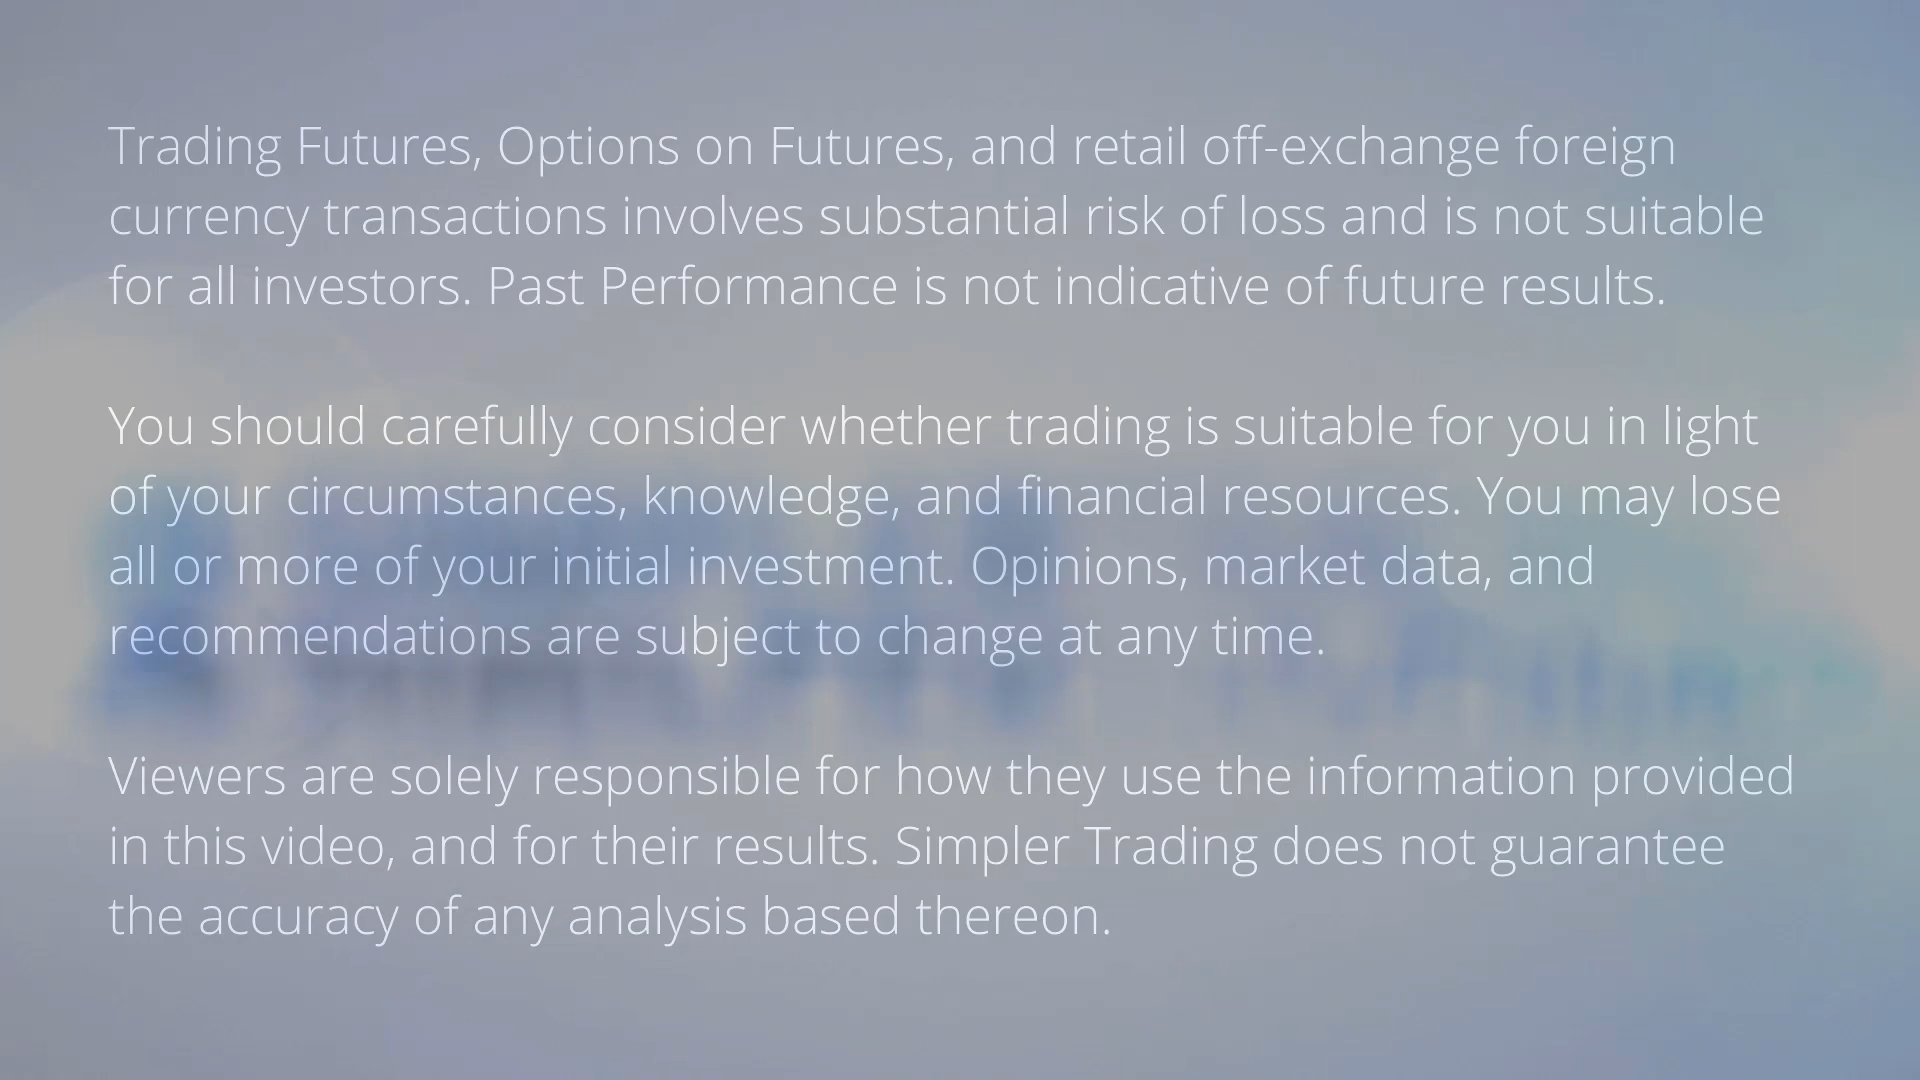 Trading Futures, Options on Futures, and retail off-exchange foreign
currency transactions involves substantial risk of loss and is not suitable
for all investors. Past Performance is not indicative of future results.
You should carefully consider whether trading is suitable for you in light
of your circumstances, knowledge, and financial resources. You may lose
all or more of your initial investment. Opinions, market data, and
recommendations are subject to change at any time.
Viewers are solely responsible for how they use the information provided
in this video, and for their results. Simpler Trading does not guarantee
the accuracy of any analysis based thereon.